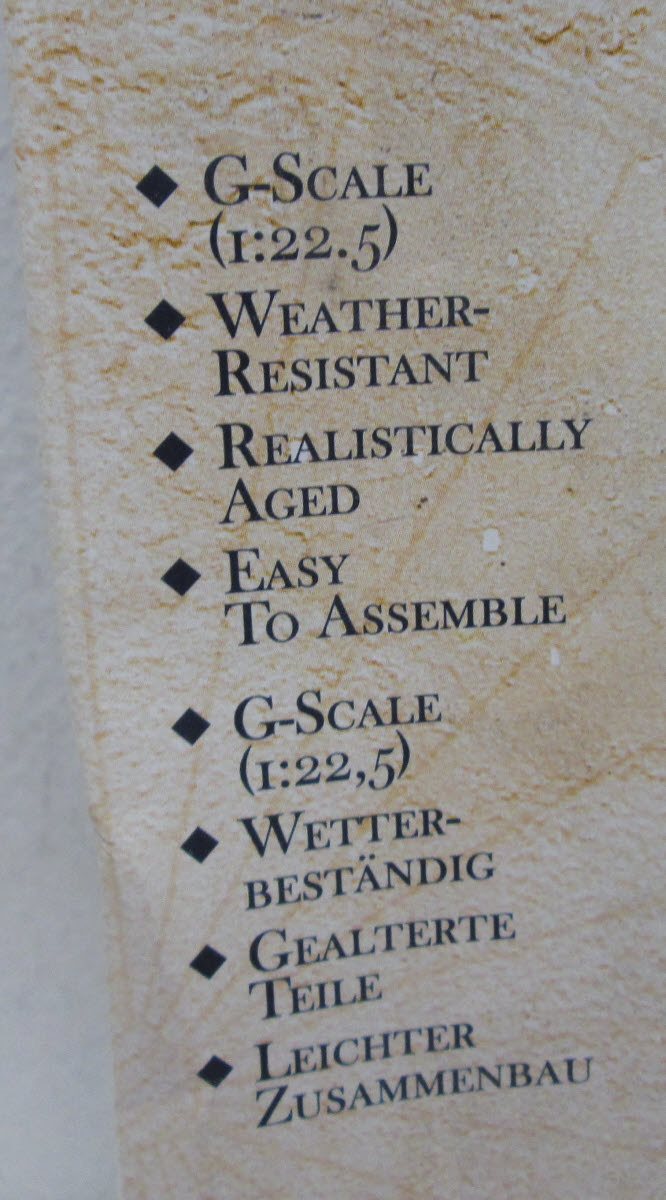 ◆ G-Scale
(1:22.5)
◆ Weather-
Resistant
◆ Realistically
Aged
◆ Easy
To Assemble
◆ G-Scale
(1:22,5)
◆ Wetter-
beständig
◆ Gealterte
Teile
◆ Leichter
Zusammenbau